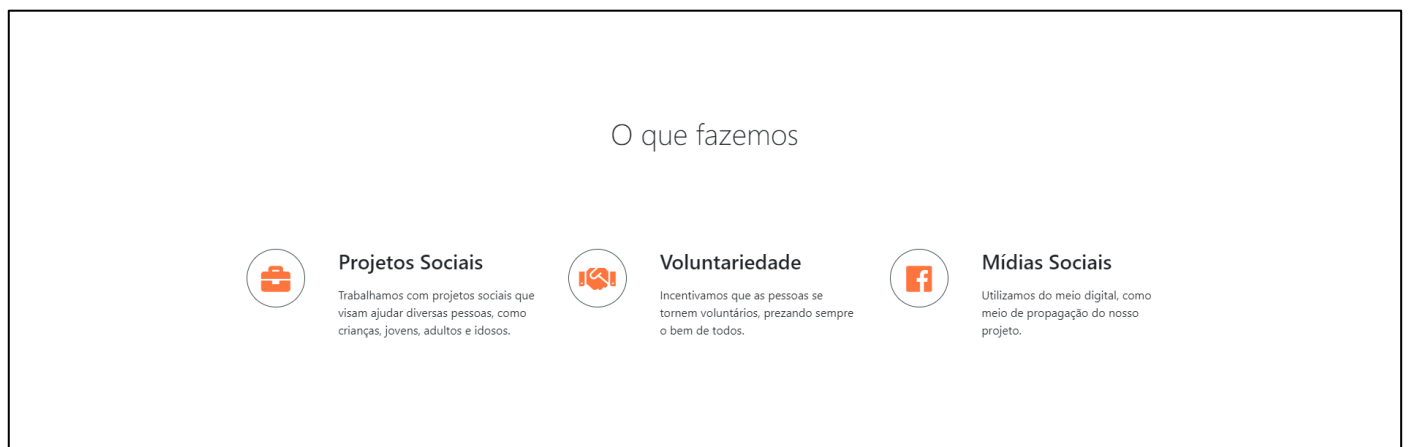 O que fazemos
Projetos Sociais
Trabalhamos com projetos sociais que
visam ajudar diversas pessoas, como
crianças, jovens, adultos e idosos.
Voluntariedade
Incentivamos que as pessoas se
tornem voluntários, prezando sempre
o bem de todos.
Mídias Sociais
Utilizamos do meio digital, como
meio de propagação do nosso
projeto.